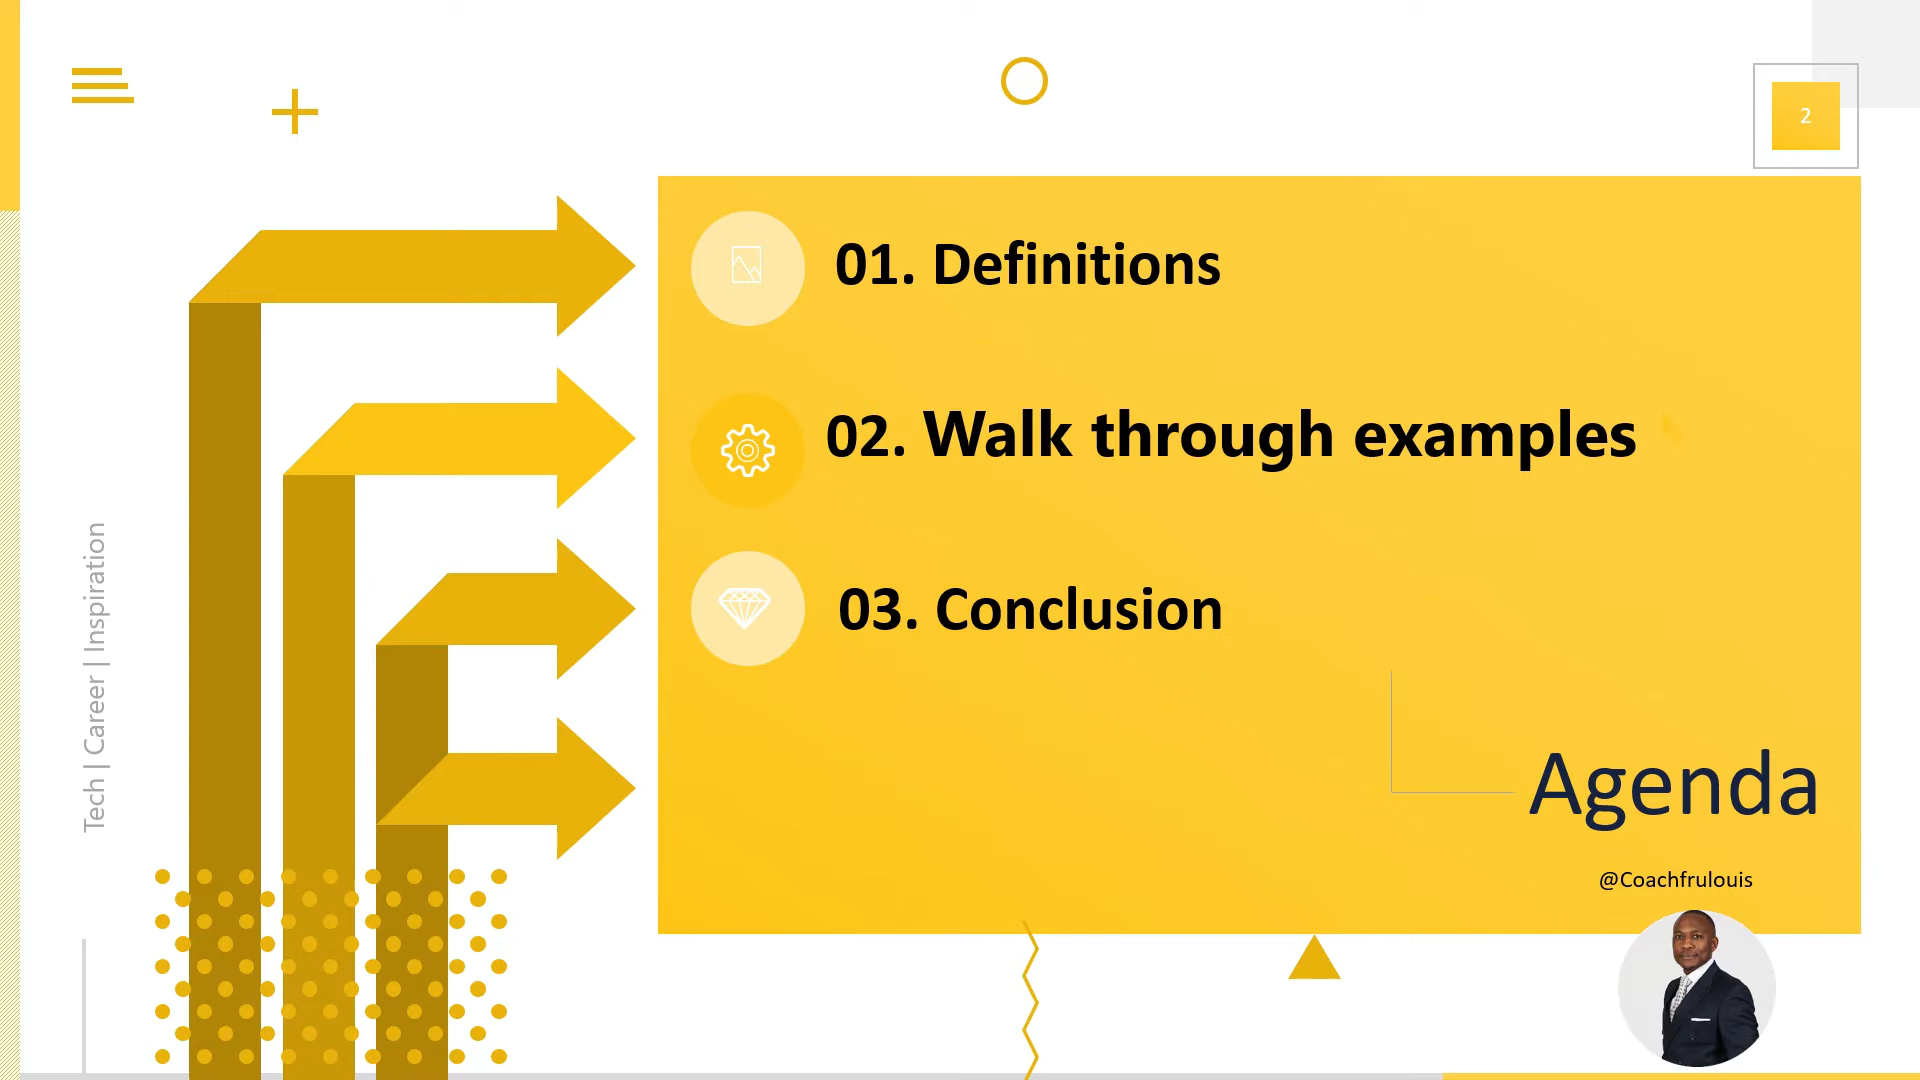 2
01. Definitions
02. Walk through examples
03. Conclusion
Tech | Career | Inspiration
Agenda
@Coachfrulouis